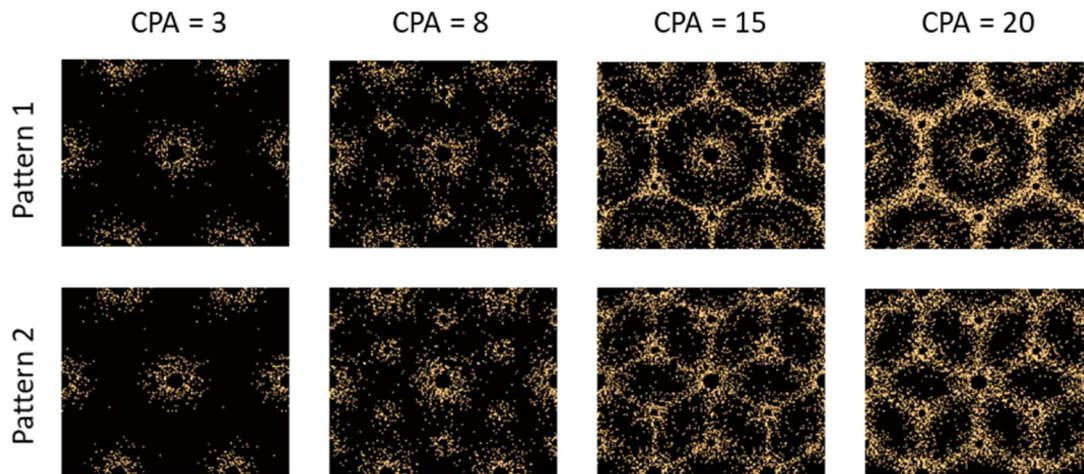 CPA = 3
CPA = 8
CPA = 15
CPA = 20
Pattern 1
Pattern 2